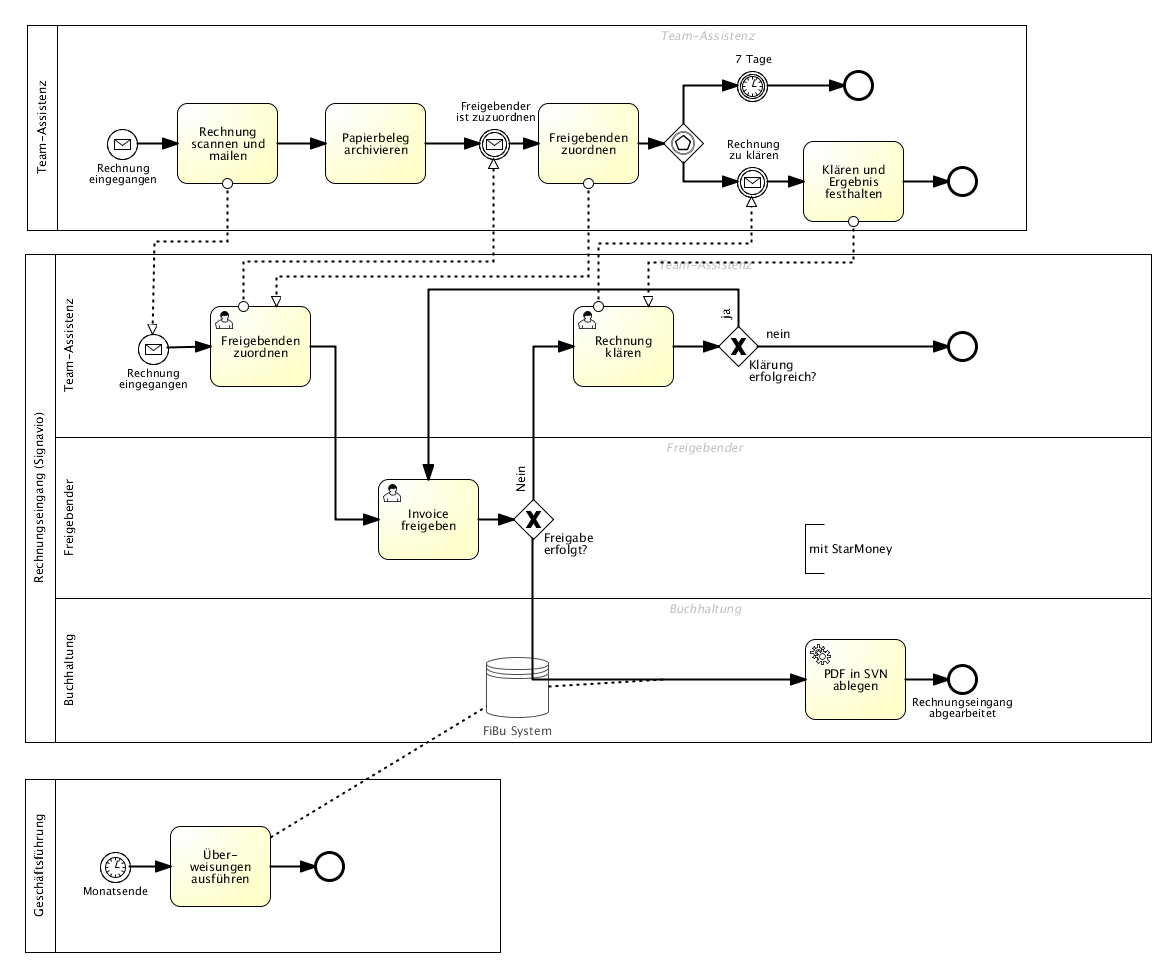 Team-Assistenz
Team-Assistenz
7 Tage
Freigebender
ist zuzuordnen
Rechnung
scannen und
mailen
Papierbeleg
archivieren
Freigebenden
zuordnen
Rechnung
zu klären
Rechnung
eingegangen
Klären und
Ergebnis
festhalten
Rechnungseingang (Signavio)
Team-Assistenz
Team-Assistenz
ja
nein
Freigebenden
zuordnen
Rechnung
klären
Rechnung
eingegangen
Klärung
erfolgreich?
Freigebender
Freigebender
Nein
Invoice
freigeben
Freigabe
erfolgt?
mit StarMoney
Buchhaltung
Buchhaltung
PDF in SVN
ablegen
Rechnungseingang
abgearbeitet
FiBu System
Geschäftsführung
Über-
weisungen
ausführen
Monatsende